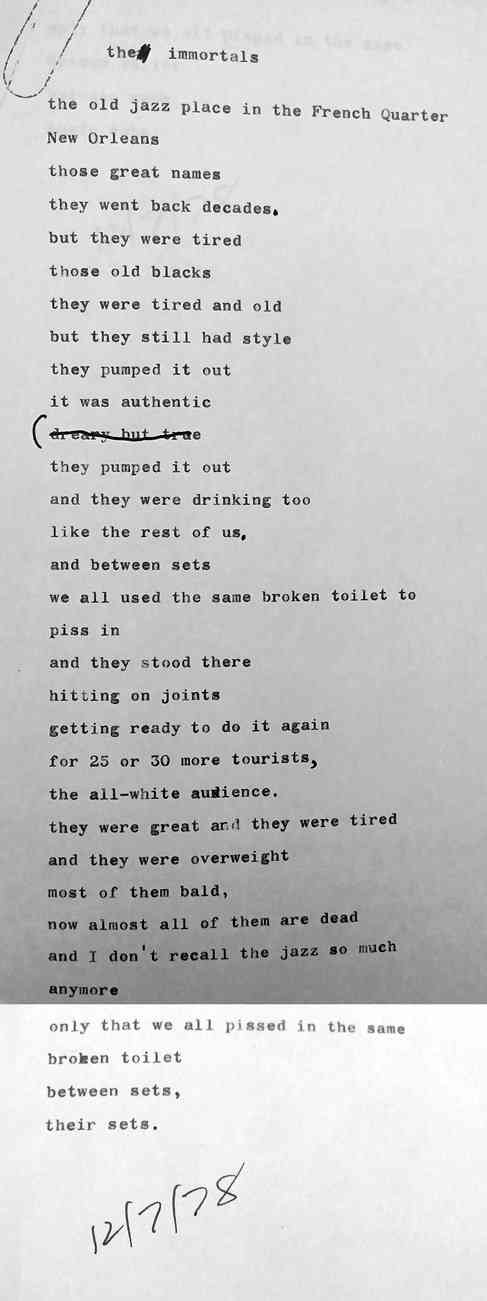 the immortals
the old jazz place in the French Quarter
New Orleans
those great names
they went back decades.
but they were tired
those old blacks
they were tired and old
but they still had style
they pumped it out
it was authentic
dreary but true
they pumped it out
and they were drinking too
like the rest of us,
and between sets
we all used the same broken toilet to
piss in
and they stood there
hitting on joints
getting ready to do it again
for 25 or 30 more tourists,
the all-white audience.
they were great and they were tired
and they were overweight
most of them bald,
now almost all of them are dead
and I don't recall the jazz so much
anymore
only that we all pissed in the same
broken toilet
between sets,
their sets.
12/7/78